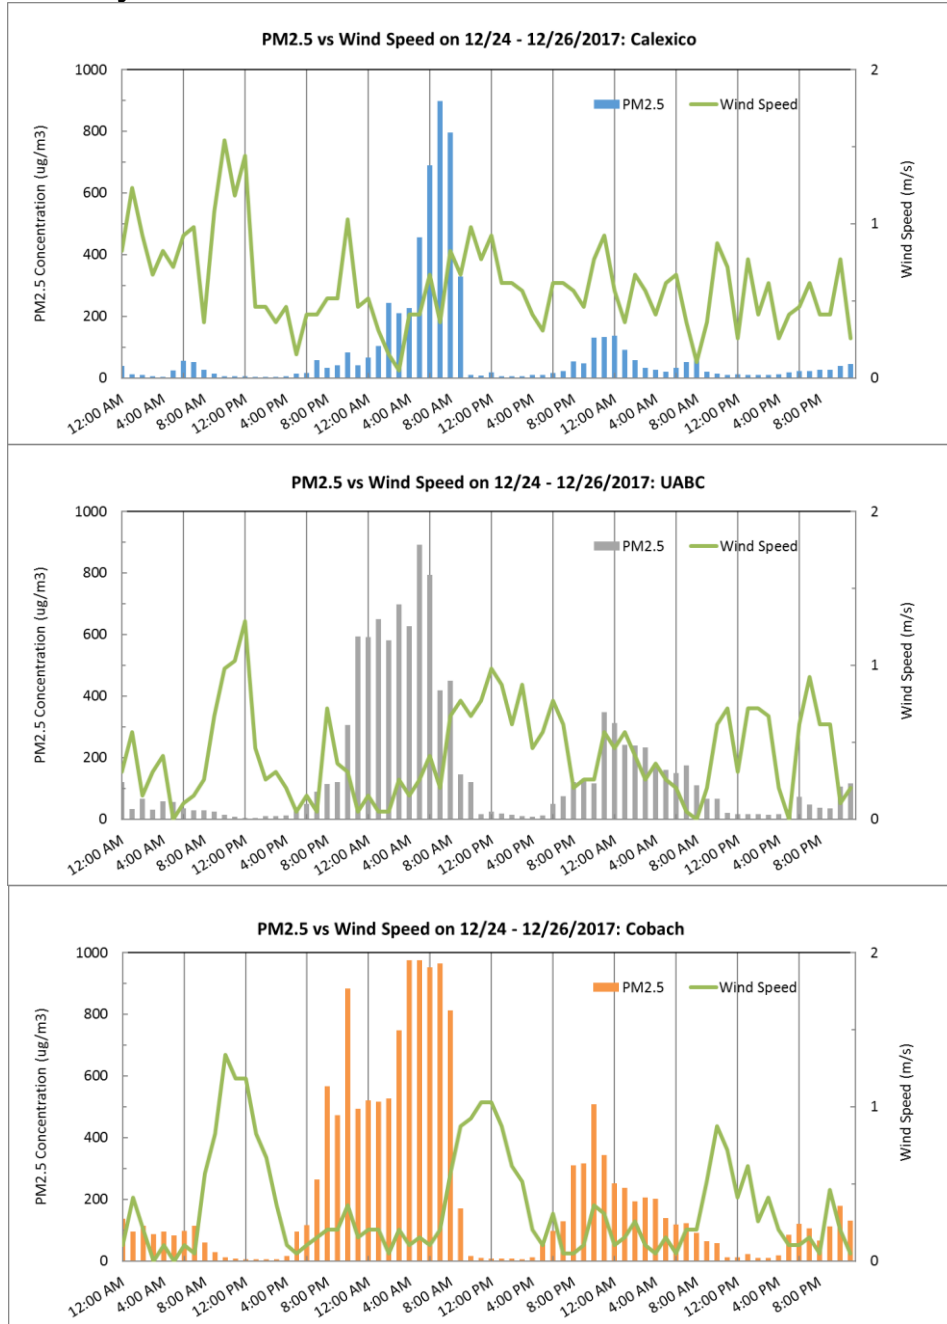 PM2.5 vs Wind Speed on 12/24 - 12/26/2017: Calexico
PM2.5 Concentration (ug/m3)
1000
800
600
400
200
0
PM2.5 Wind Speed
2
1
0
Wind Speed (m/s)
12:00 AM 4:00 AM 8:00 AM 12:00 PM 4:00 PM 8:00 PM 12:00 AM 4:00 AM 8:00 AM 12:00 PM 4:00 PM 8:00 PM 12:00 AM 4:00 AM 8:00 AM 12:00 PM 4:00 PM 8:00 PM
PM2.5 vs Wind Speed on 12/24 - 12/26/2017: UABC
PM2.5 Concentration (ug/m3)
1000
800
600
400
200
0
PM2.5 Wind Speed
2
1
0
Wind Speed (m/s)
12:00 AM 4:00 AM 8:00 AM 12:00 PM 4:00 PM 8:00 PM 12:00 AM 4:00 AM 8:00 AM 12:00 PM 4:00 PM 8:00 PM 12:00 AM 4:00 AM 8:00 AM 12:00 PM 4:00 PM 8:00 PM
PM2.5 vs Wind Speed on 12/24 - 12/26/2017: Cobach
PM2.5 Concentration (ug/m3)
1000
800
600
400
200
0
PM2.5 Wind Speed
2
1
0
Wind Speed (m/s)
12:00 AM 4:00 AM 8:00 AM 12:00 PM 4:00 PM 8:00 PM 12:00 AM 4:00 AM 8:00 AM 12:00 PM 4:00 PM 8:00 PM 12:00 AM 4:00 AM 8:00 AM 12:00 PM 4:00 PM 8:00 PM